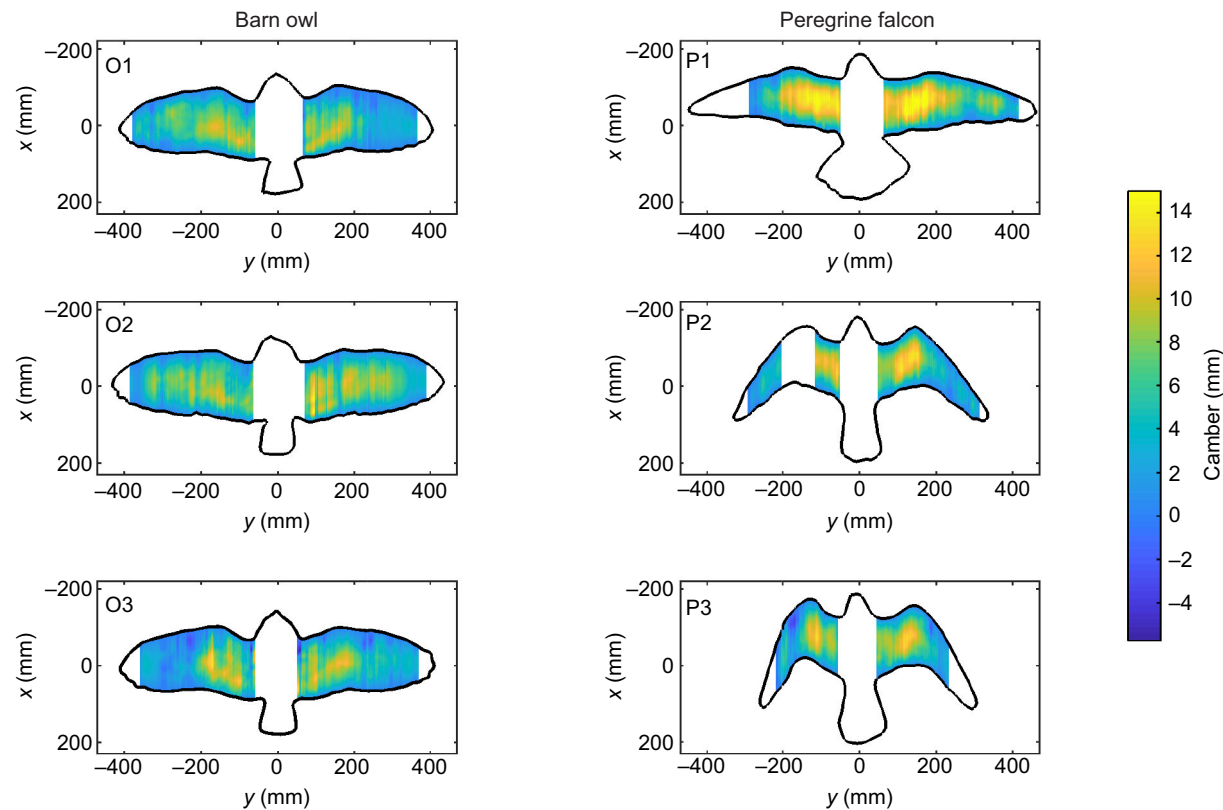 Barn owl
Peregrine falcon
–200
0
200
x (mm)
O1
–400 –200 0 200 400
y (mm)
–200
0
200
x (mm)
P1
–400 –200 0 200 400
y (mm)
–200
0
200
x (mm)
O2
–400 –200 0 200 400
y (mm)
–200
0
200
x (mm)
P2
–400 –200 0 200 400
y (mm)
–200
0
200
x (mm)
O3
–400 –200 0 200 400
y (mm)
–200
0
200
x (mm)
P3
–400 –200 0 200 400
y (mm)
14
12
10
8
6
4
2
0
–2
–4
Camber (mm)